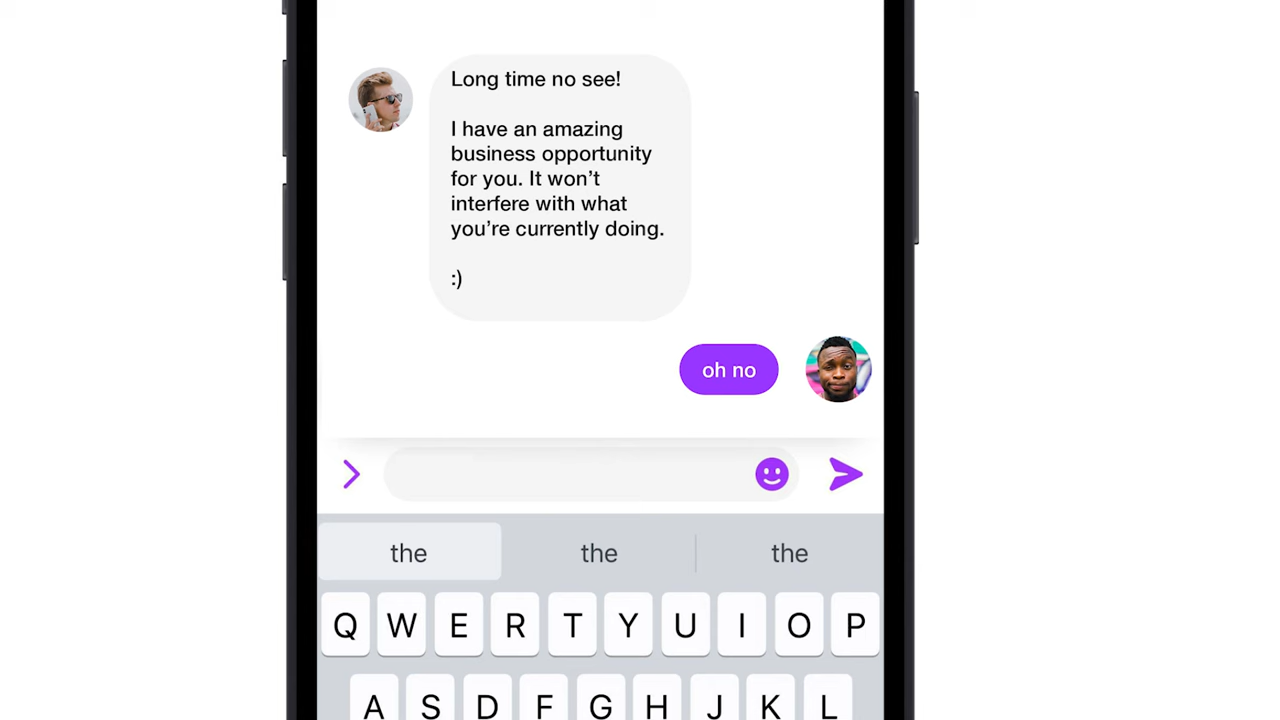 Long time no see!
I have an amazing
business opportunity
for you. It won’t
interfere with what
you’re currently doing.
:)
oh no
the the the
Q W E R T Y U I O P
A S D F G H J K L